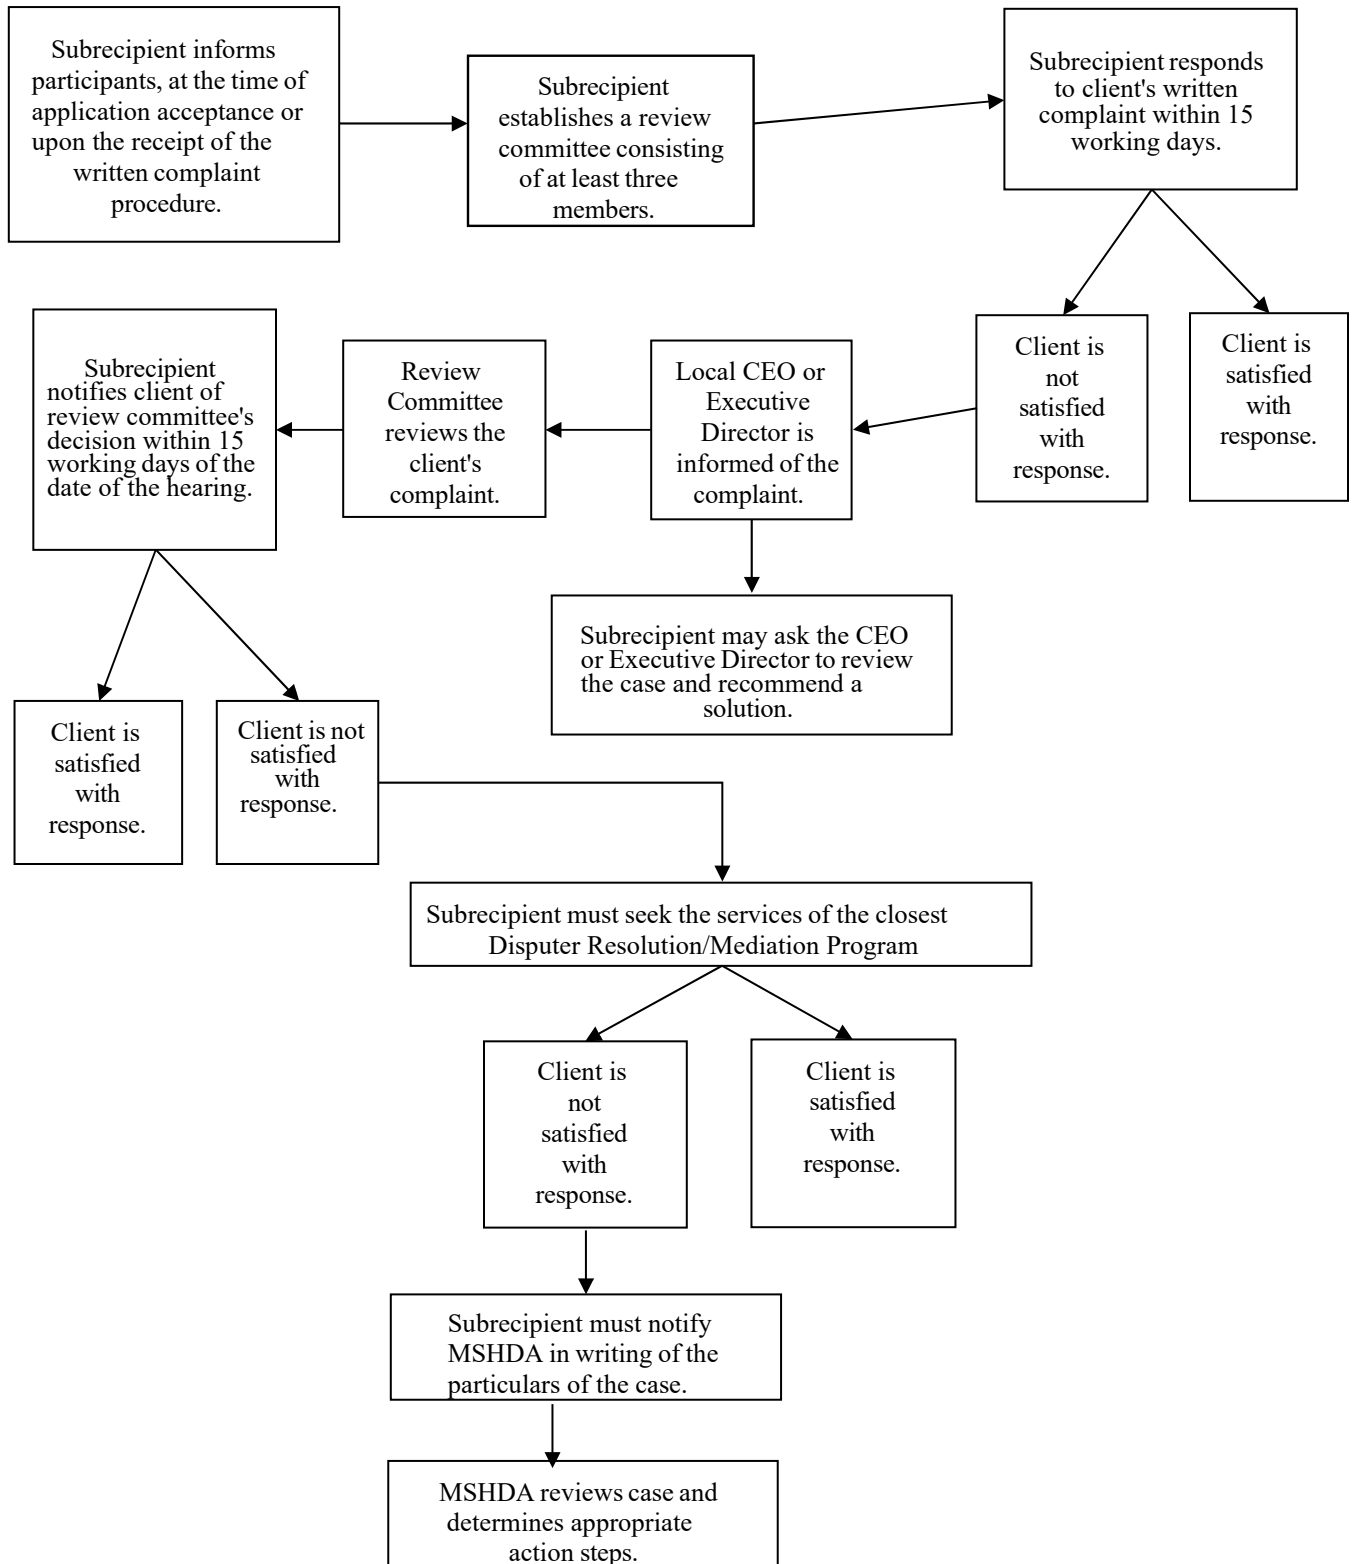 Subrecipient informs
participants, at the time of
application acceptance or
upon the receipt of the
written complaint
procedure.
Subrecipient
establishes a review
committee consisting
of at least three
members.
Subrecipient responds
to client's written
complaint within 15
working days.
Client is
not
satisfied
with
response.
Client is
satisfied
with
response.
Local CEO or
Executive
Director is
informed of the
complaint.
Review
Committee
reviews the
client's
complaint.
Subrecipient
notifies client of
review committee's
decision within 15
working days of the
date of the hearing.
Subrecipient may ask the CEO
or Executive Director to review
the case and recommend a
solution.
Client is
satisfied
with
response.
Client is not
satisfied
with
response.
Subrecipient must seek the services of the closest
Disputer Resolution/Mediation Program
Client is
not
satisfied
with
response.
Client is
satisfied
with
response.
Subrecipient must notify
MSHDA in writing of the
particulars of the case.
MSHDA reviews case and
determines appropriate
action steps.